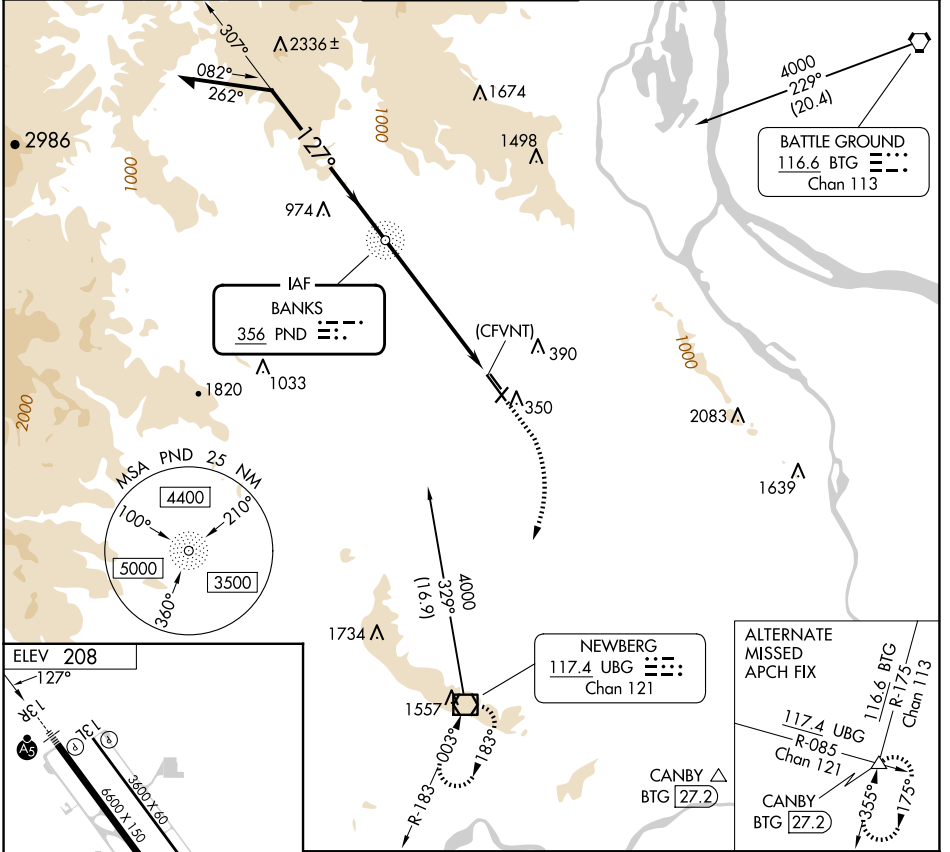 307°
2336±
082°
262°
127°
1000
1674
1498
2986
1000
974
4000
229°
(20.4)
BATTLE GROUND
116.6 BTG
Chan 113
IAF
BANKS
356 PND
(CFVNT)
390
1000
350
1033
1820
2000
2083
1639
MSA PND 25 NM
4400
100°
210°
5000
3500
360°
4000
329°
(16.9)
1734
NEWBERG
117.4 UBG
Chan 121
1557
003°
183°
R-183
CANBY
BTG 27.2
ALTERNATE
MISSED
APCH FIX
116.6 BTG
R-175
Chan 113
117.4 UBG
R-085
Chan 121
CANBY
BTG 27.2
355°
175°
ELEV 208
127°
13R
A5
P
13L
P
3600 X 60
6600 X 150